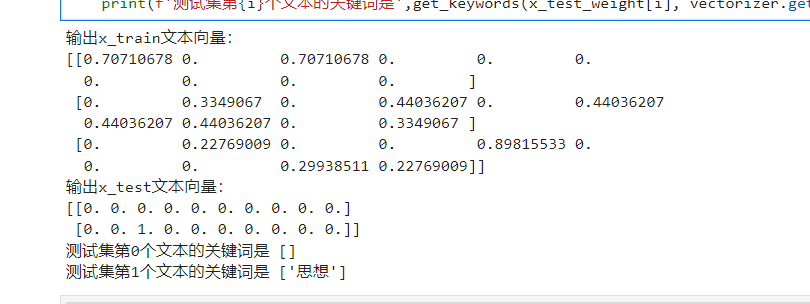 print(f'测试集第{i}个文本的关键词是',get_keywords(x_test_weight[i], vectorizer.get
输出x_train文本向量:
[[0.70710678 0. 0.70710678 0. 0. 0.
0. 0. 0. 0. ]
[0. 0.3349067 0. 0.44036207 0. 0.44036207
0.44036207 0.44036207 0. 0.3349067 ]
[0. 0.22769009 0. 0. 0.89815533 0.
0. 0. 0.29938511 0.22769009]]
输出x_test文本向量:
[[0. 0. 0. 0. 0. 0. 0. 0. 0. 0.]
[0. 0. 1. 0. 0. 0. 0. 0. 0. 0.]]
测试集第0个文本的关键词是 []
测试集第1个文本的关键词是 ['思想']